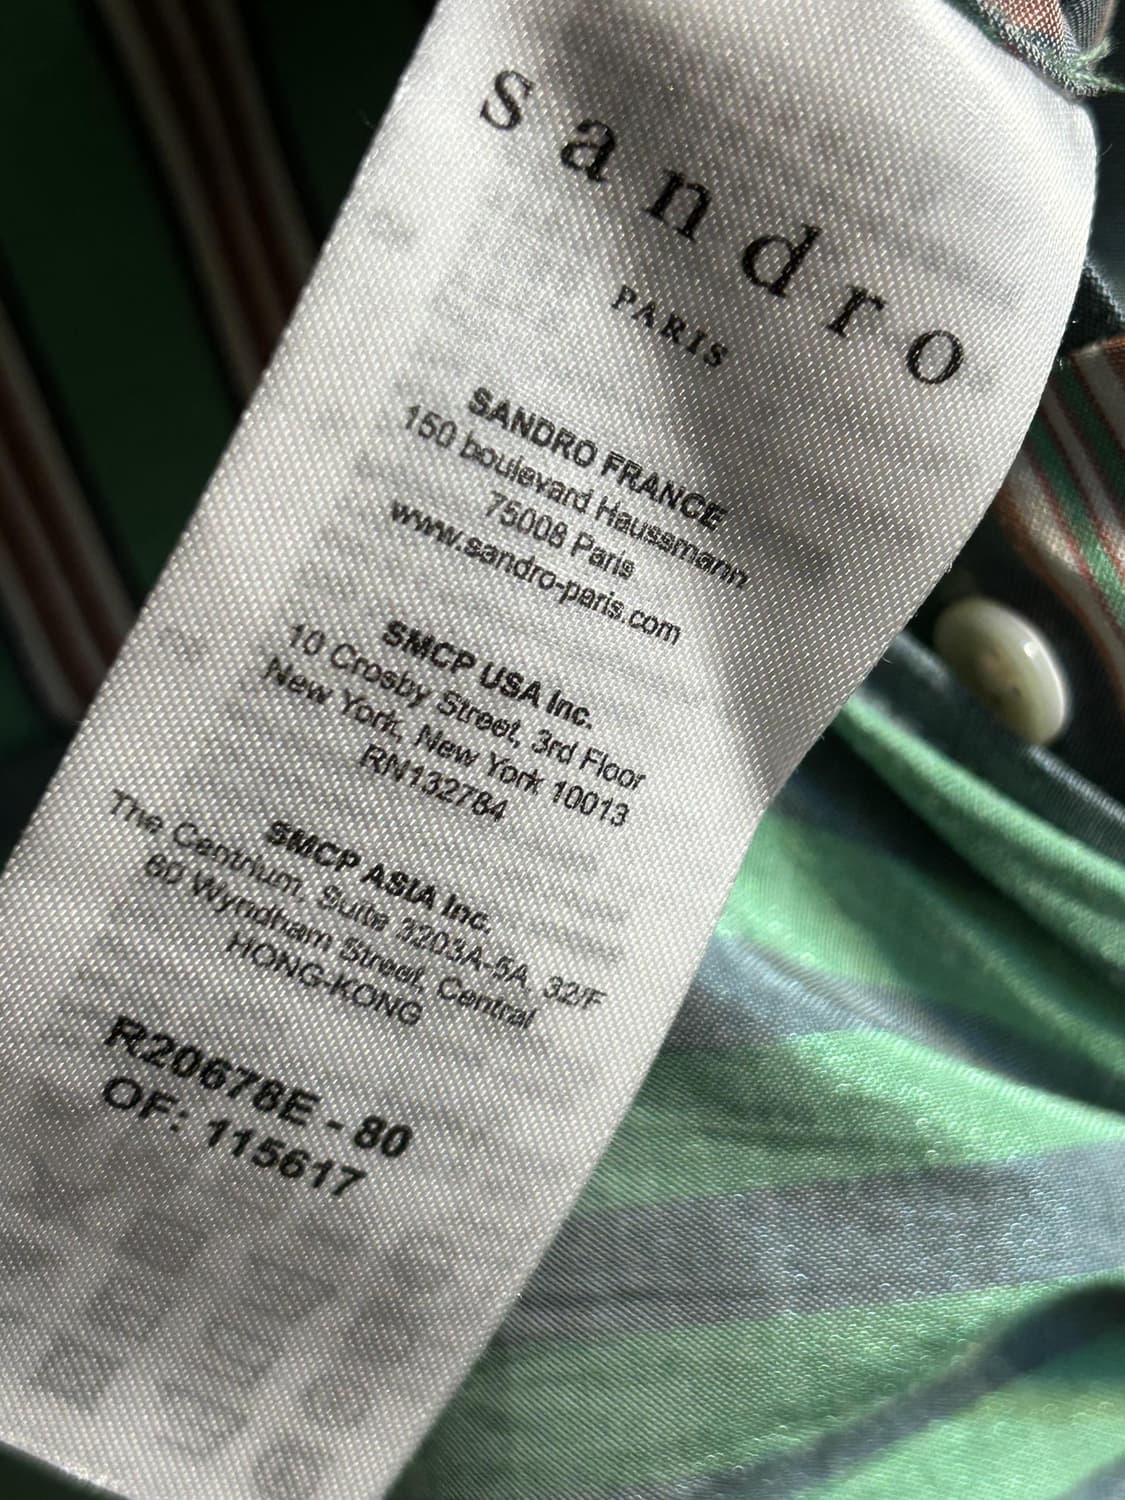 sandro
PARIS
SANDRO FRANCE
150 boulevard Haussmann
75008 Paris
www.sandro-paris.com
SMCP USA Inc.
10 Crosby Street, 3rd Floor
New York, New York 10013
RN132784
SMCP ASIA Inc.
The Centrium, Suite 3203A-5A, 32/F
60 Wyndham Street, Central
HONG-KONG
R20678E - 80
OF: 115617